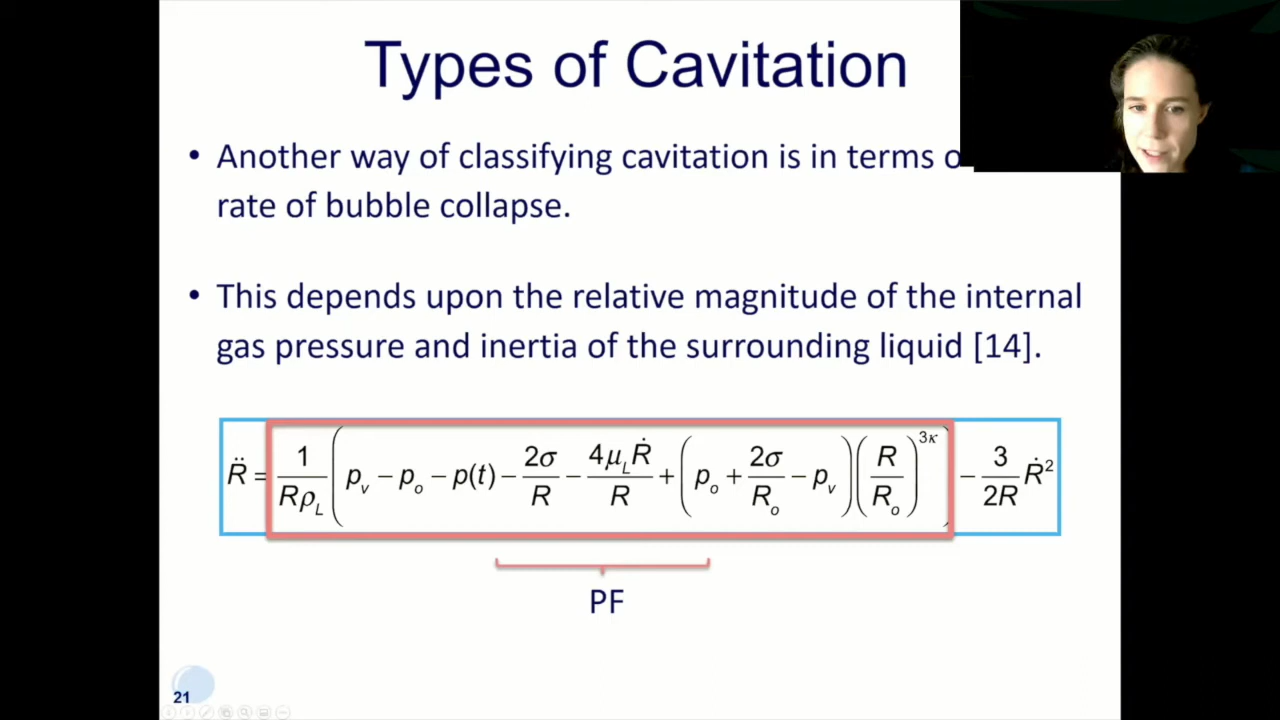 Types of Cavitation
• Another way of classifying cavitation is in terms
rate of bubble collapse.
• This depends upon the relative magnitude of the internal
gas pressure and inertia of the surrounding liquid [14].
R̈ = 1/(Rρ_L) ( p_v − p_o − p(t) − 2σ/R − 4μ_L Ṙ/R + ( p_o + 2σ/R_o − p_v ) ( R/R_o )^{3κ} ) − 3/(2R) Ṙ²
PF
21